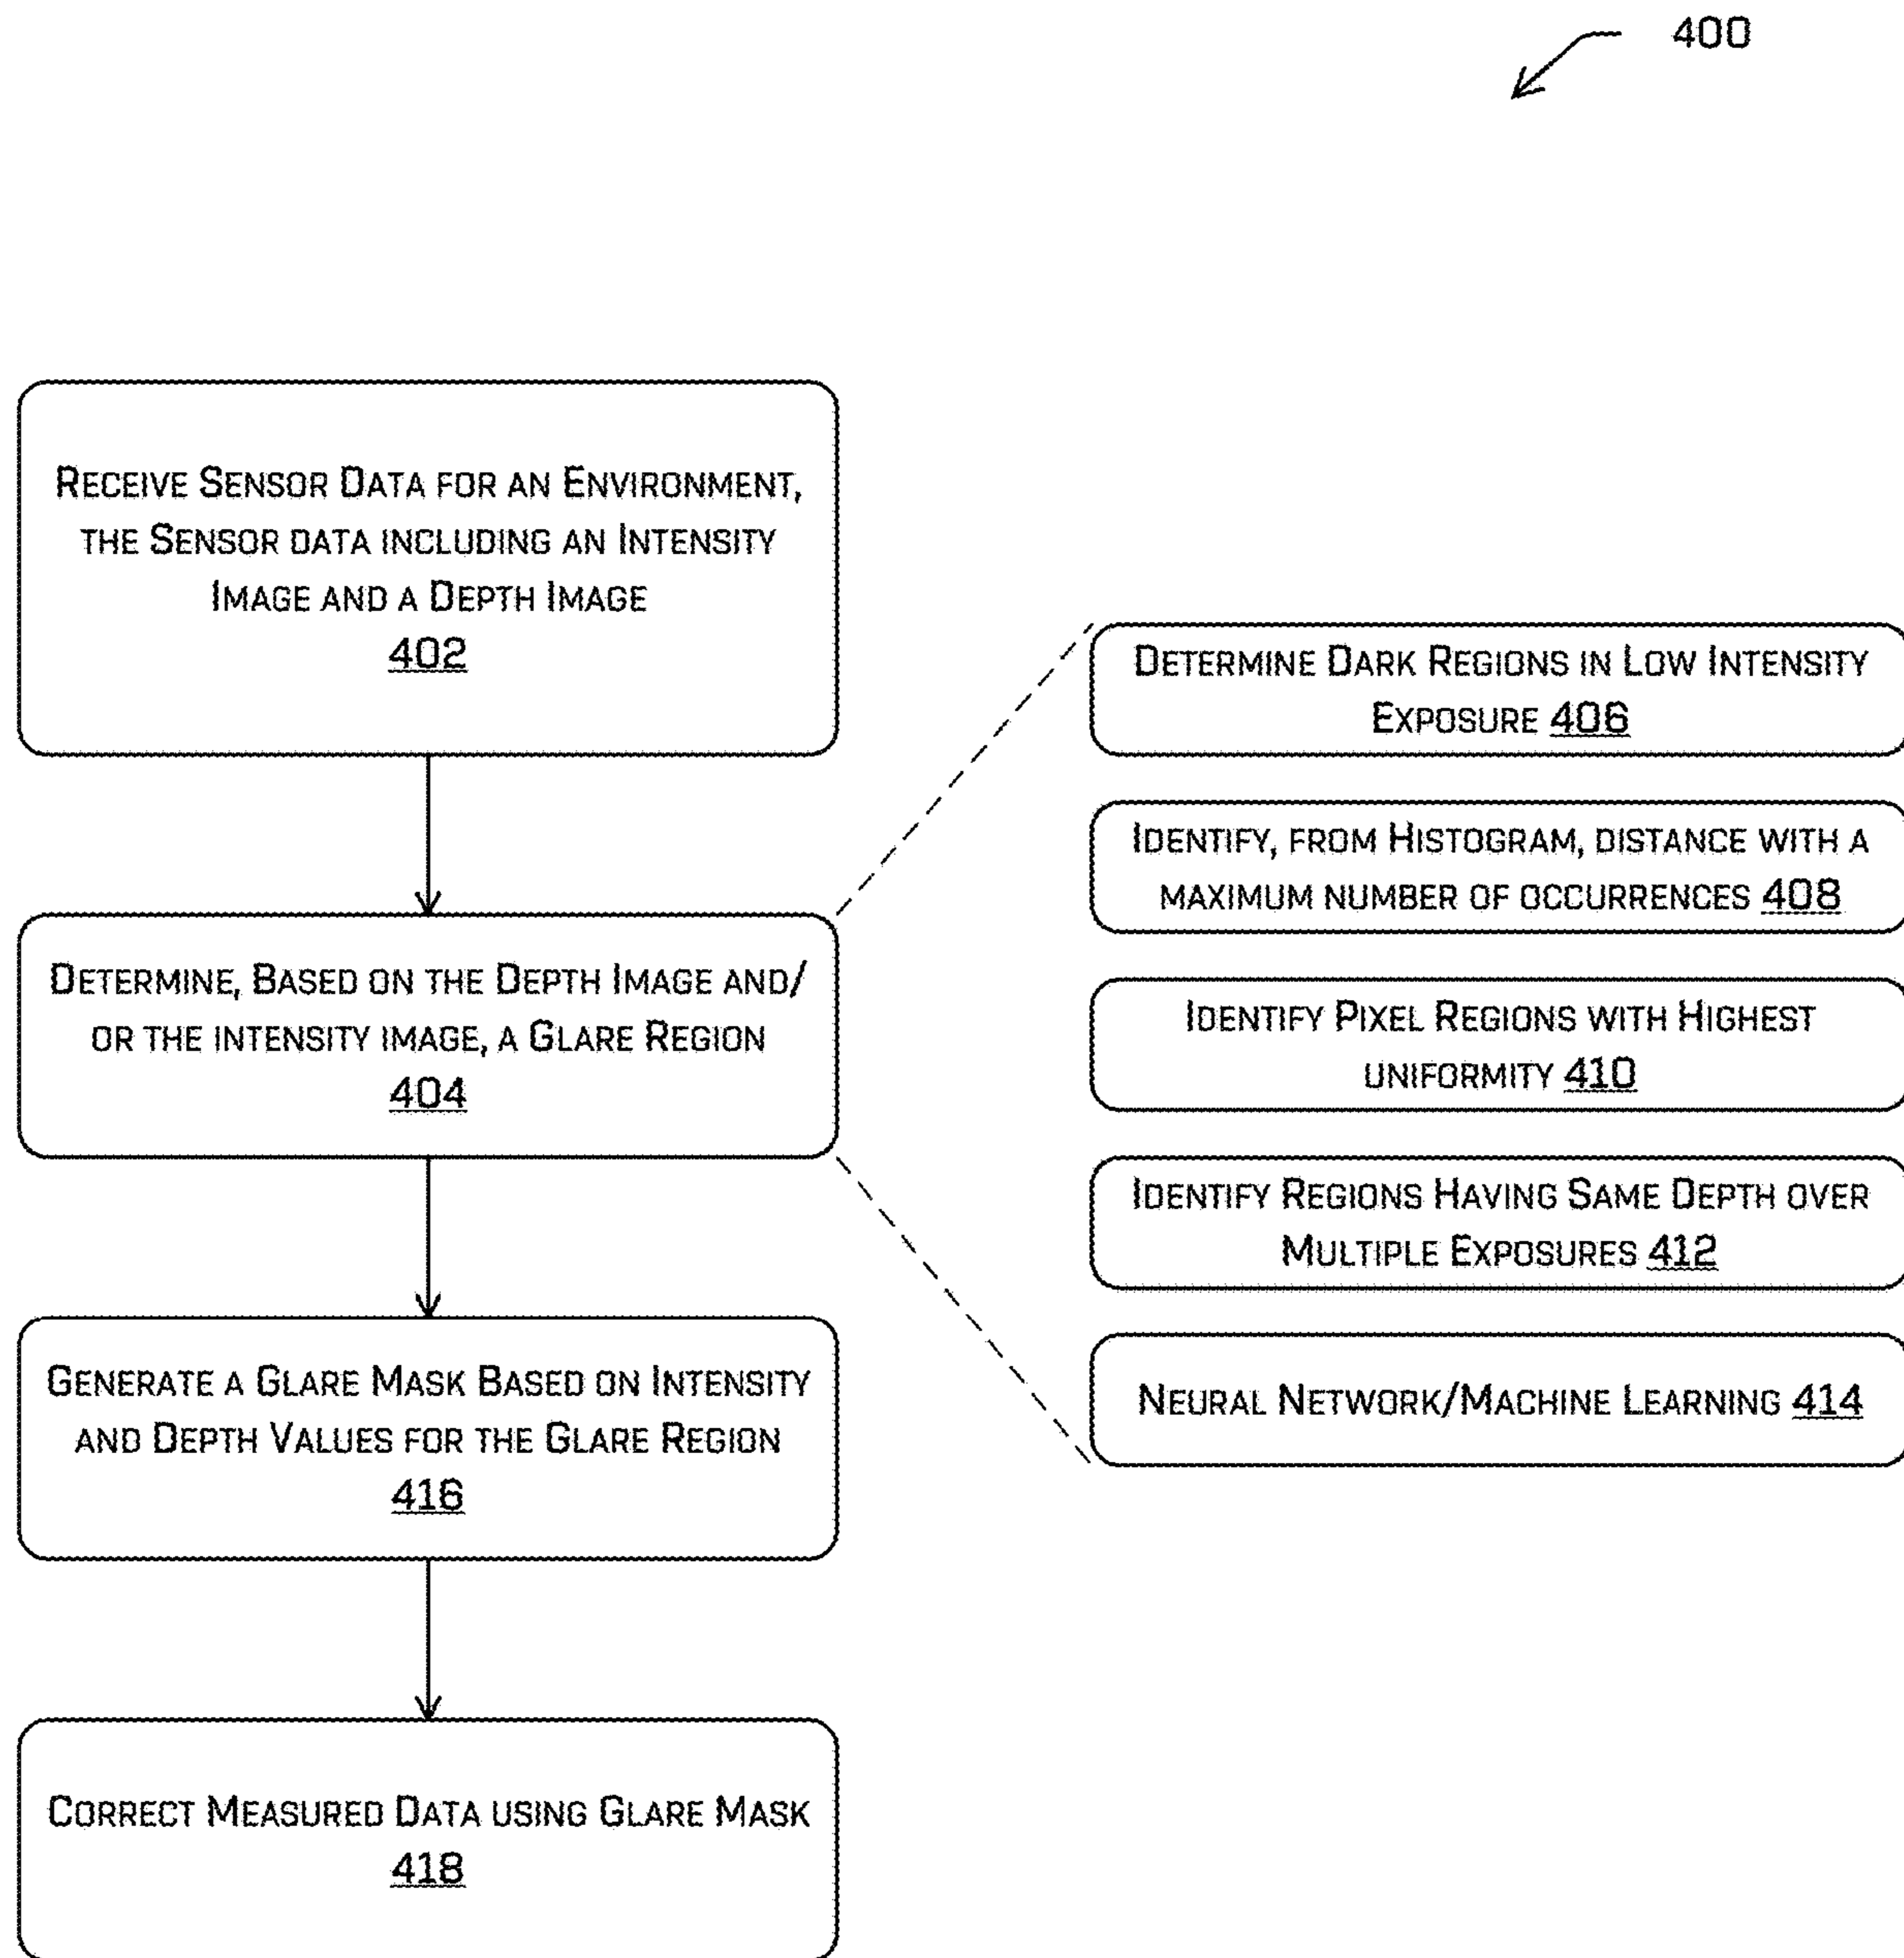 400
Receive Sensor Data for an Environment,
the Sensor data including an Intensity
Image and a Depth Image
402
Determine, Based on the Depth Image and/
or the intensity image, a Glare Region
404
Determine Dark Regions in Low Intensity
Exposure 406
Identify, from Histogram, distance with a
maximum number of occurrences 408
Identify Pixel Regions with Highest
uniformity 410
Identify Regions Having Same Depth over
Multiple Exposures 412
Neural Network/Machine Learning 414
Generate a Glare Mask Based on Intensity
and Depth Values for the Glare Region
416
Correct Measured Data using Glare Mask
418